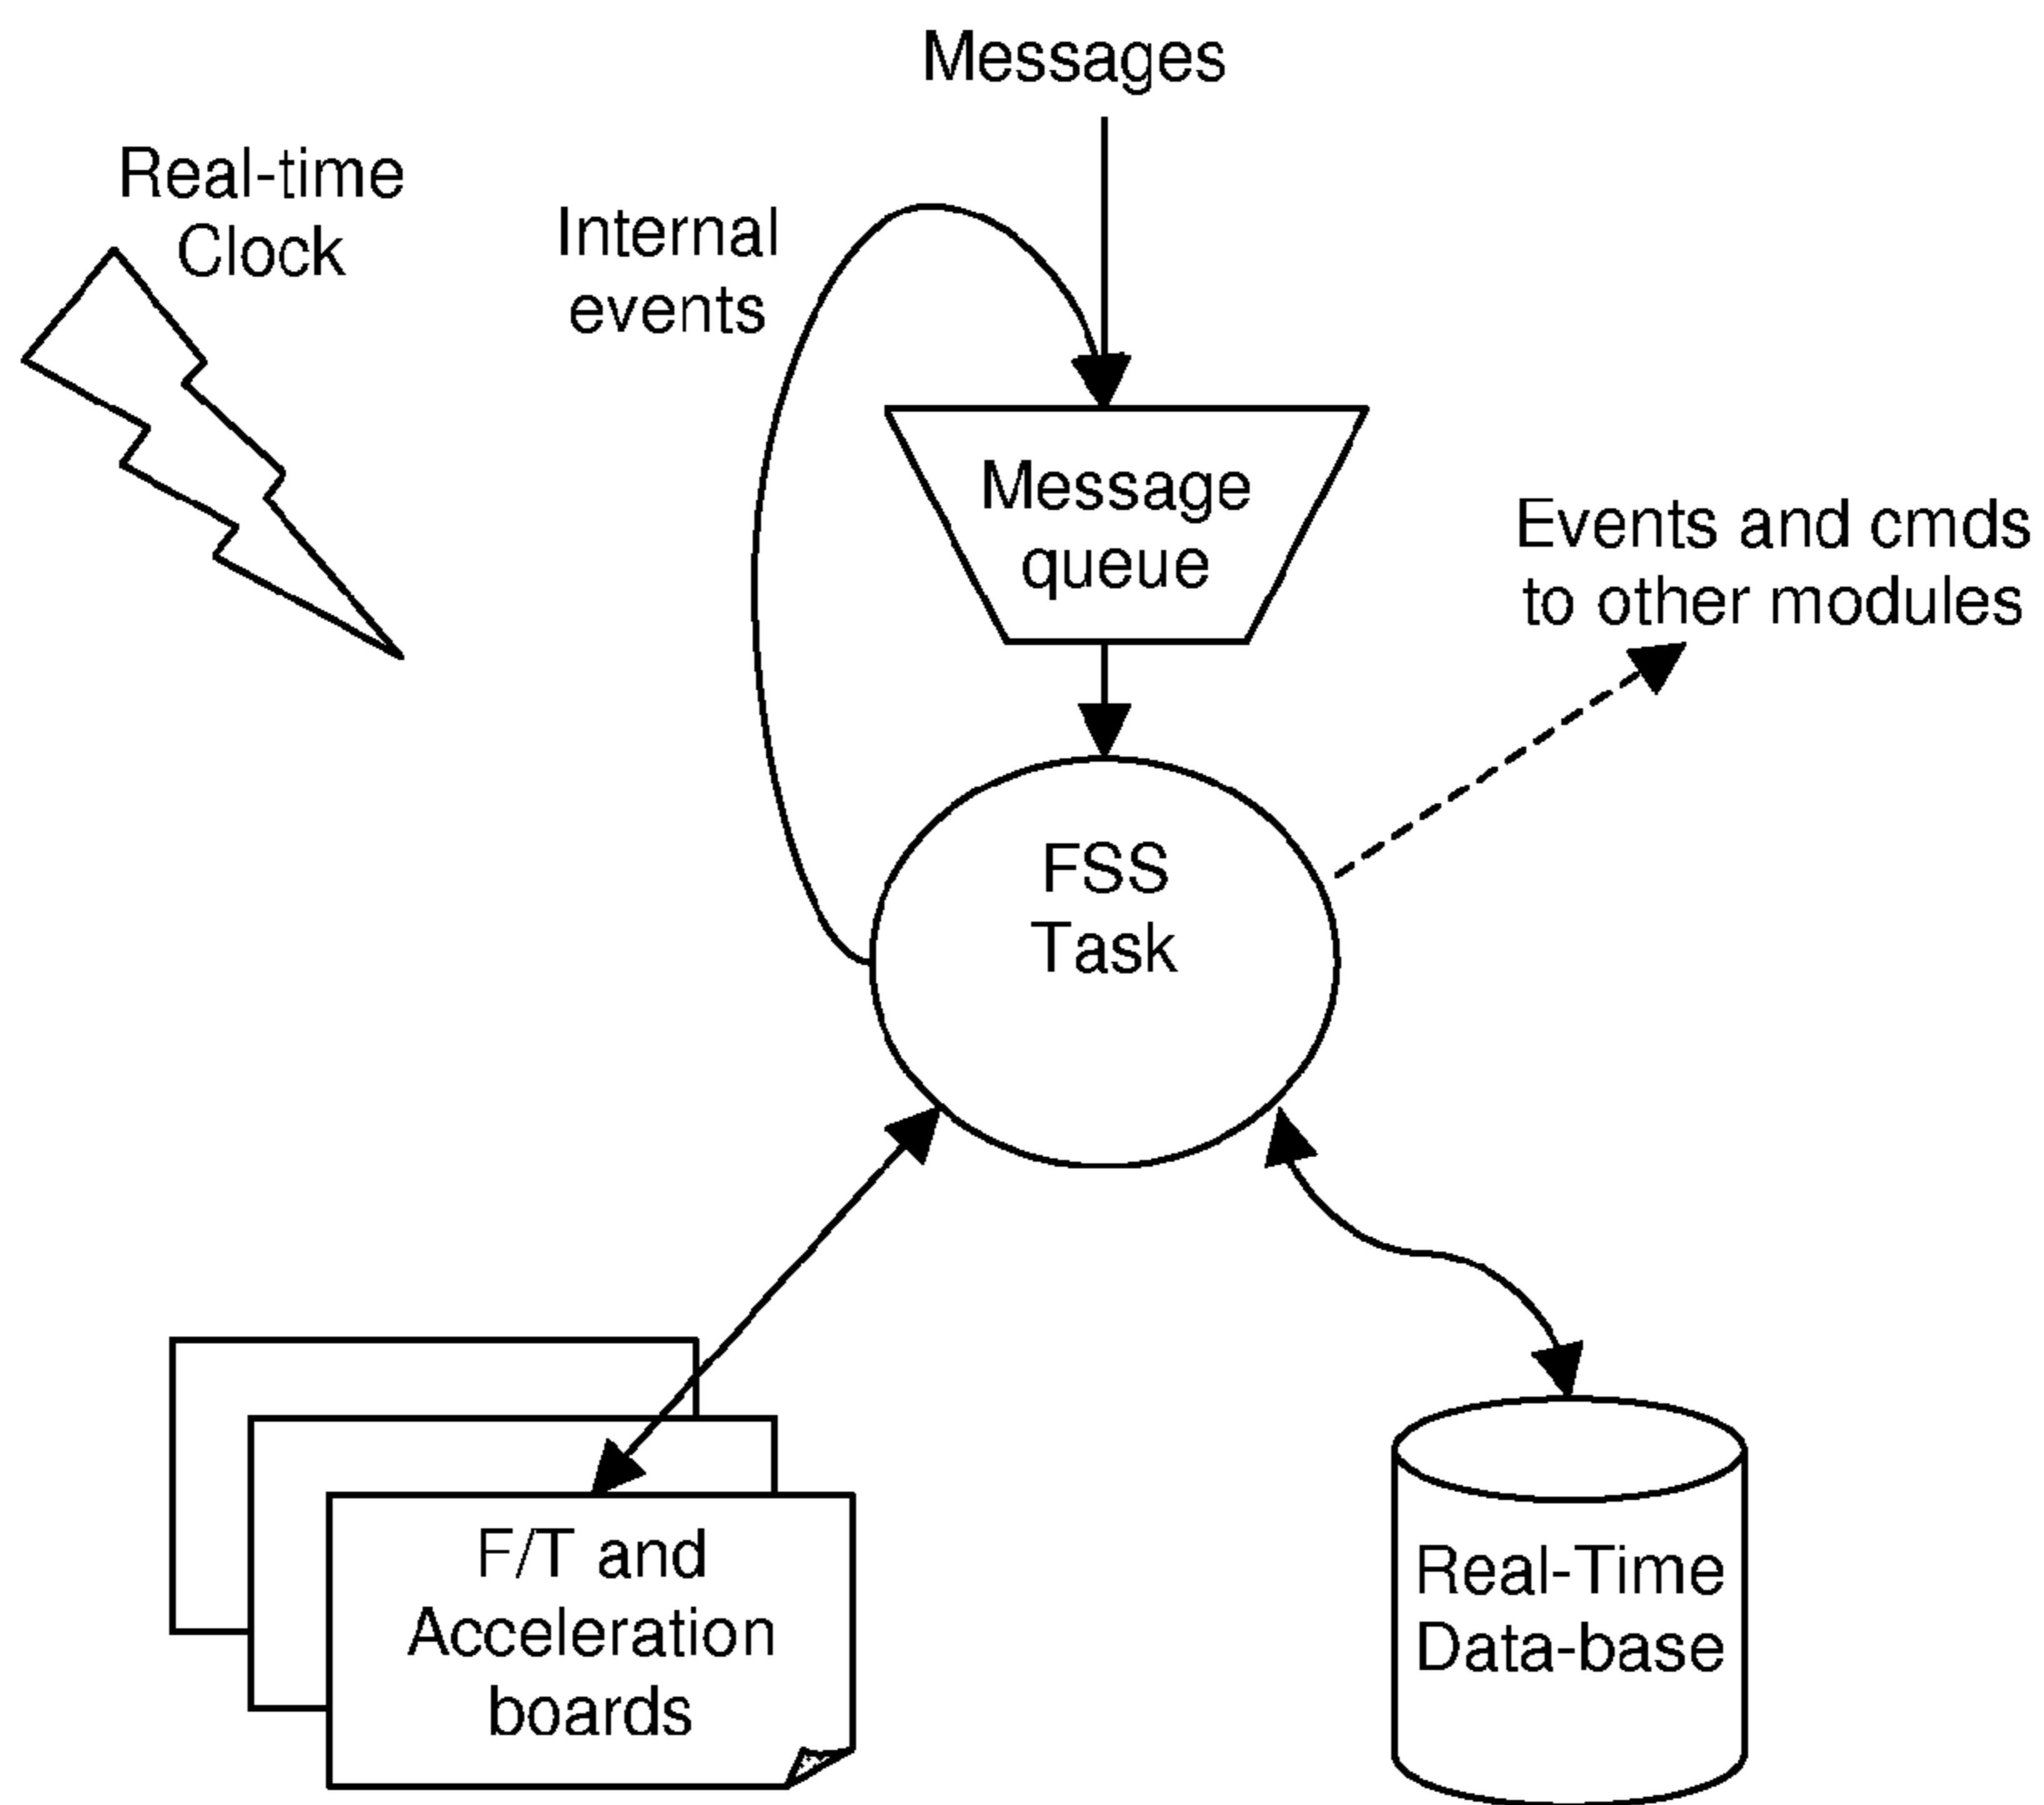 Messages
Real-time
Clock
Internal
events
Message
queue
Events and cmds
to other modules
FSS
Task
F/T and
Acceleration
boards
Real-Time
Data-base